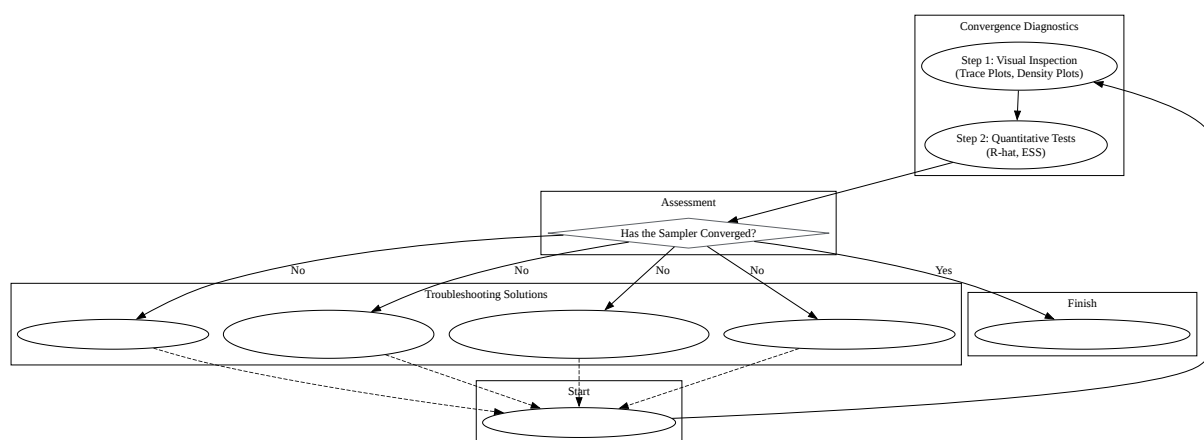 Convergence Diagnostics
Step 1: Visual Inspection
(Trace Plots, Density Plots)
Step 2: Quantitative Tests
(R-hat, ESS)
Assessment
Has the Sampler Converged?
No
No
No
No
Yes
Troubleshooting Solutions
Finish
Start